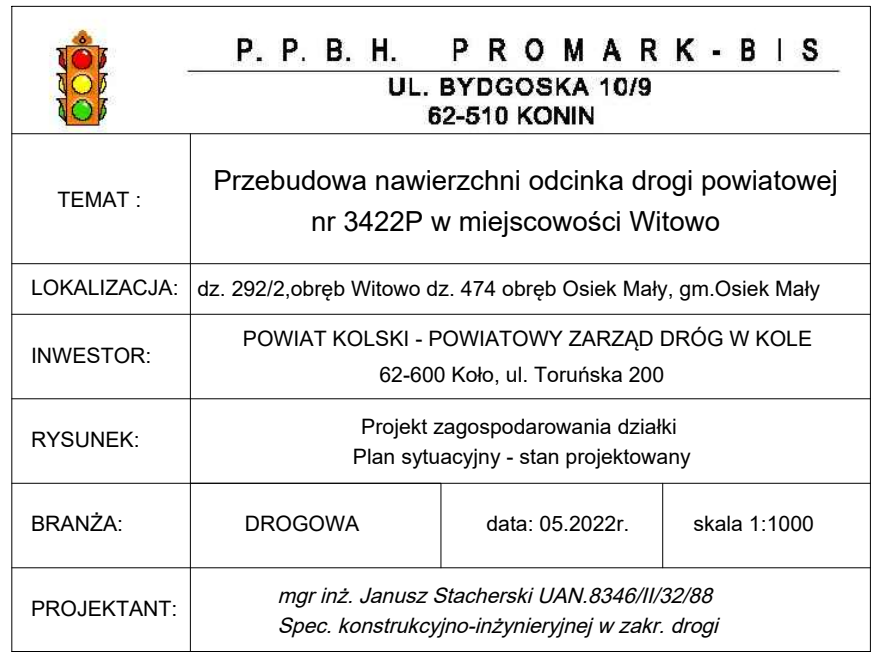 P. P. B. H. PROMARK-BIS
UL. BYDGOSKA 10/9
62-510 KONIN
TEMAT :
Przebudowa nawierzchni odcinka drogi powiatowej
nr 3422P w miejscowości Witowo
LOKALIZACJA: dz. 292/2,obręb Witowo dz. 474 obręb Osiek Mały, gm.Osiek Mały
INWESTOR:
POWIAT KOLSKI - POWIATOWY ZARZĄD DRÓG W KOLE
62-600 Koło, ul. Toruńska 200
RYSUNEK:
Projekt zagospodarowania działki
Plan sytuacyjny - stan projektowany
BRANŻA: DROGOWA data: 05.2022r. skala 1:1000
PROJEKTANT:
mgr inż. Janusz Stacherski UAN.8346/II/32/88
Spec. konstrukcyjno-inżynieryjnej w zakr. drogi